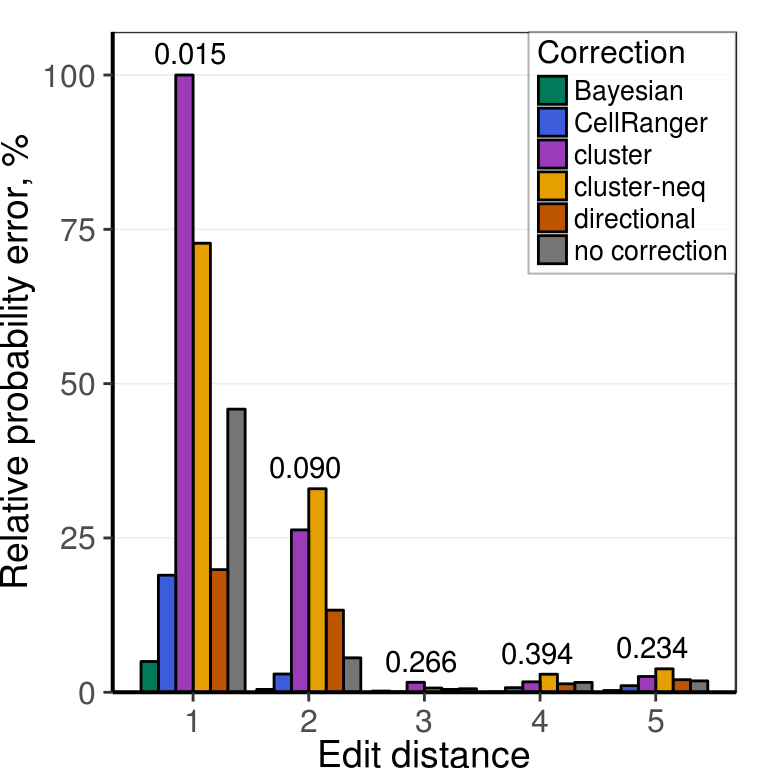 Relative probability error, %
100
75
50
25
0
0.015
0.090
0.266
0.394
0.234
Correction
Bayesian
CellRanger
cluster
cluster-neq
directional
no correction
1
2
3
4
5
Edit distance